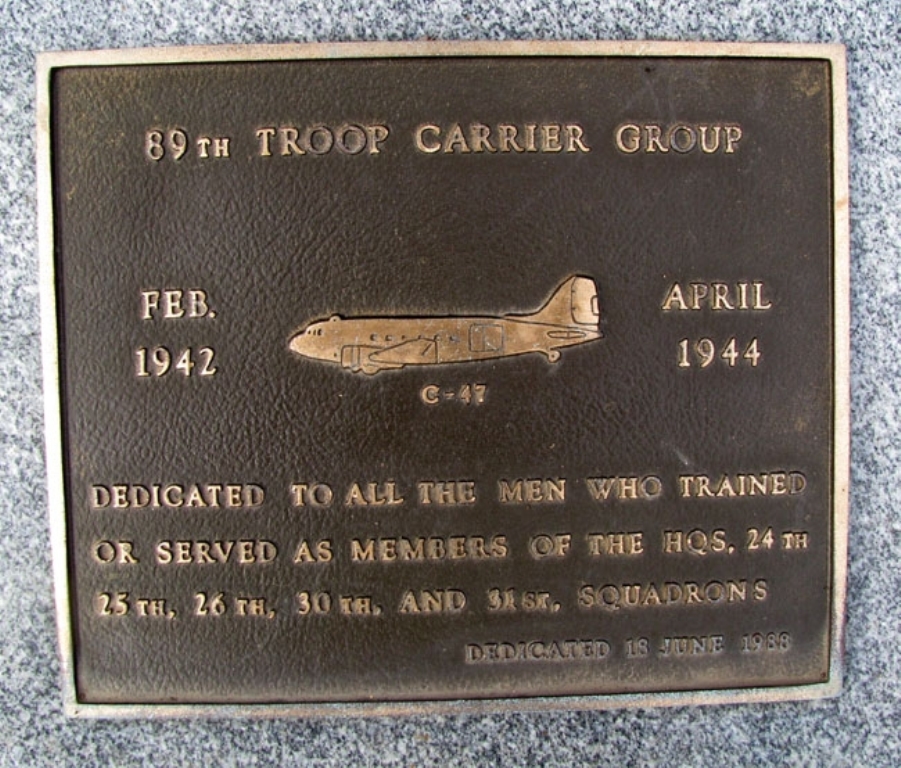 89TH TROOP CARRIER GROUP
FEB.
1942
APRIL
1944
C-47
DEDICATED TO ALL THE MEN WHO TRAINED
OR SERVED AS MEMBERS OF THE HQS. 24TH
25TH, 26TH, 30TH, AND 31ST, SQUADRONS
DEDICATED 18 JUNE 1988